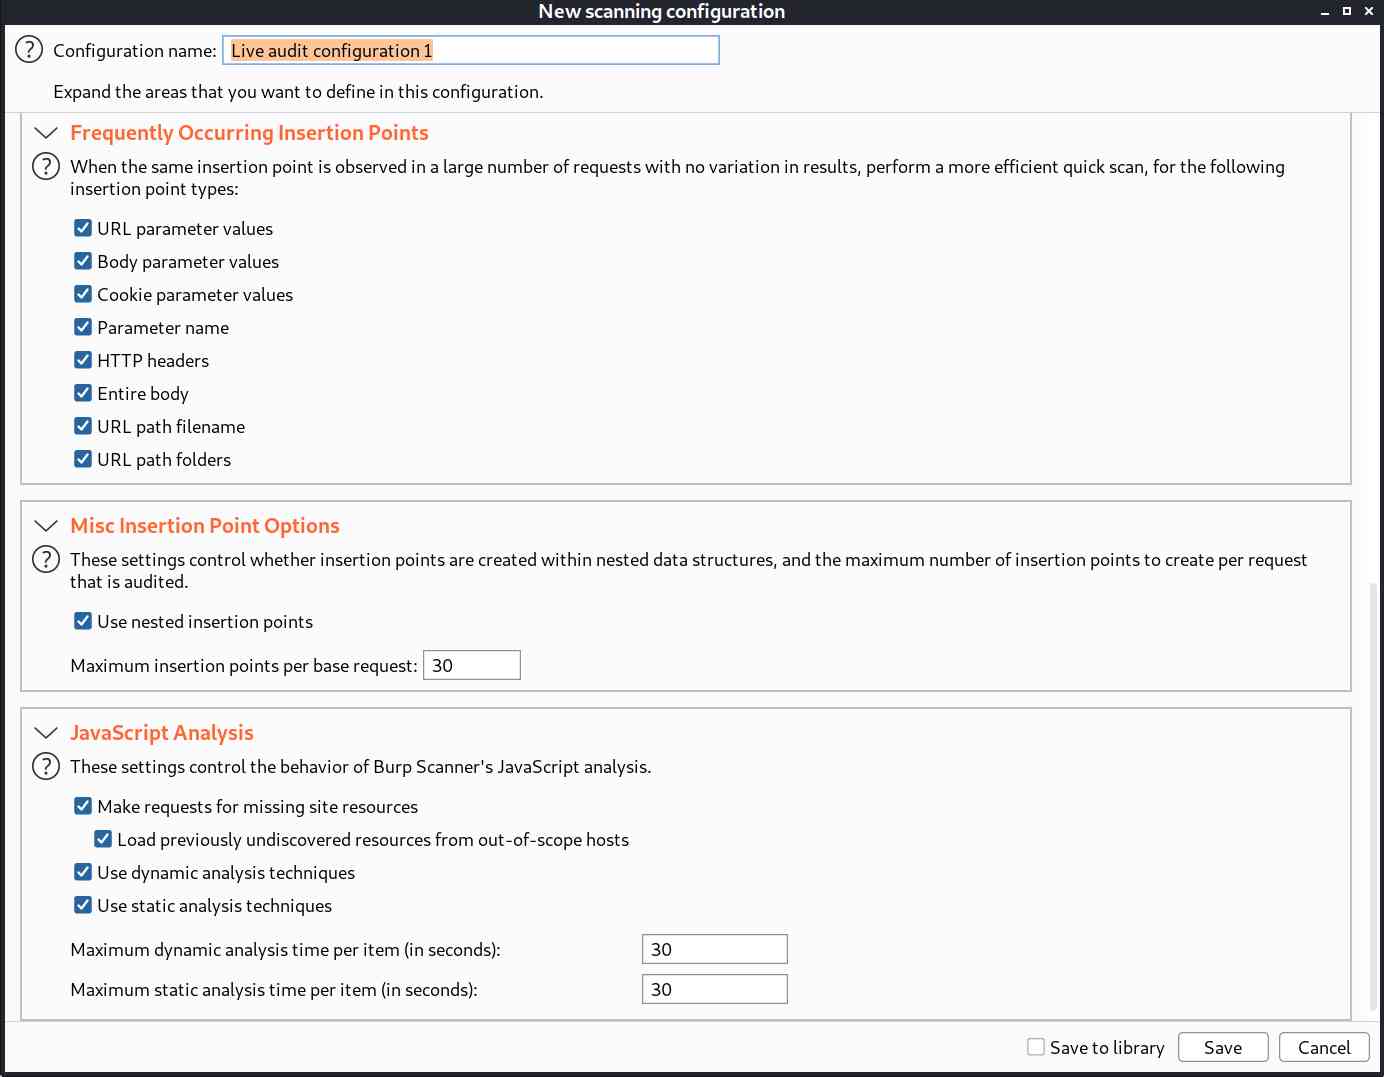 New scanning configuration
? Configuration name: Live audit configuration 1
Expand the areas that you want to define in this configuration.
Frequently Occurring Insertion Points
? When the same insertion point is observed in a large number of requests with no variation in results, perform a more efficient quick scan, for the following
insertion point types:
URL parameter values
Body parameter values
Cookie parameter values
Parameter name
HTTP headers
Entire body
URL path filename
URL path folders
Misc Insertion Point Options
? These settings control whether insertion points are created within nested data structures, and the maximum number of insertion points to create per request
that is audited.
Use nested insertion points
Maximum insertion points per base request: 30
JavaScript Analysis
? These settings control the behavior of Burp Scanner's JavaScript analysis.
Make requests for missing site resources
Load previously undiscovered resources from out-of-scope hosts
Use dynamic analysis techniques
Use static analysis techniques
Maximum dynamic analysis time per item (in seconds): 30
Maximum static analysis time per item (in seconds): 30
Save to library Save Cancel